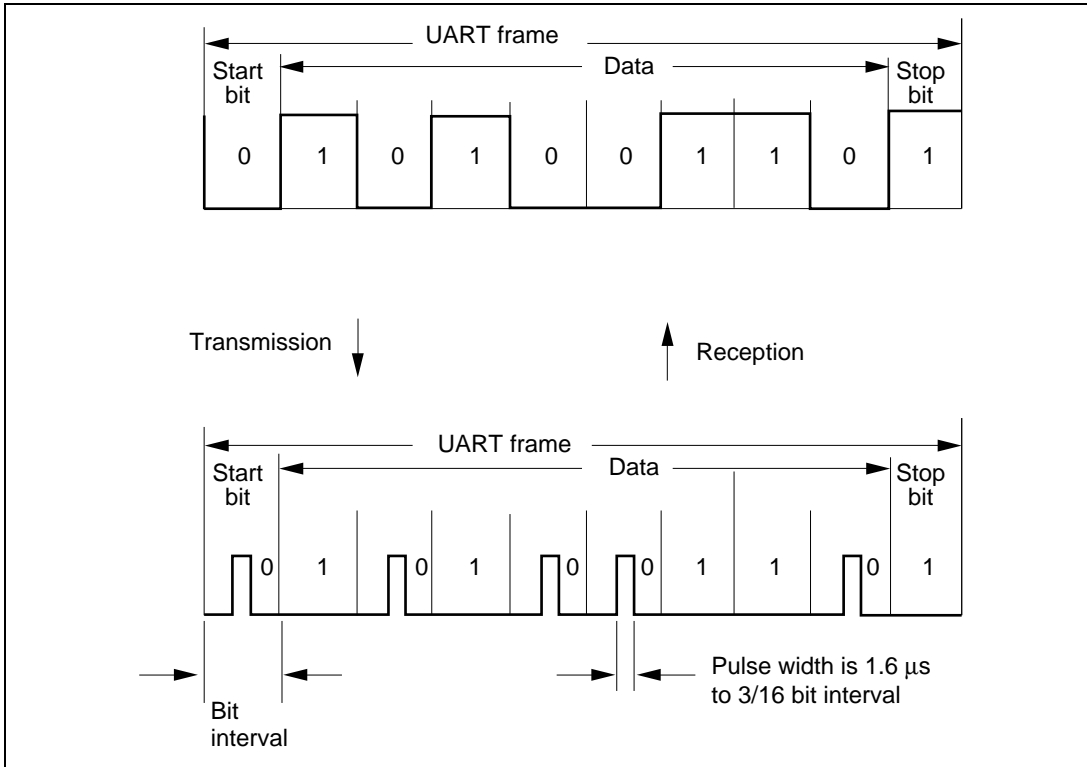 UART frame
Data
Start
bit
Stop
bit
0 1 0 1 0 0 1 1 0 1
Transmission
Reception
UART frame
Data
Start
bit
Stop
bit
0 1 0 1 0 0 1 1 0 1
Bit
interval
Pulse width is 1.6 μs
to 3/16 bit interval